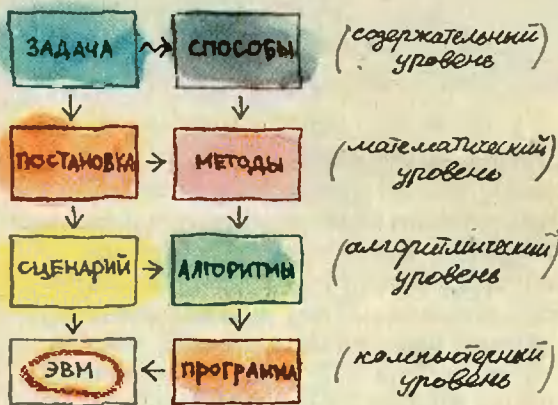 ЗАДАЧА СПОСОБЫ (содержательный
уровень)
ПОСТАНОВКА МЕТОДЫ (математический
уровень)
СЦЕНАРИЙ АЛГОРИТМЫ (алгоритмический
уровень)
ЭВМ ПРОГРАММА (компьютерный
уровень)